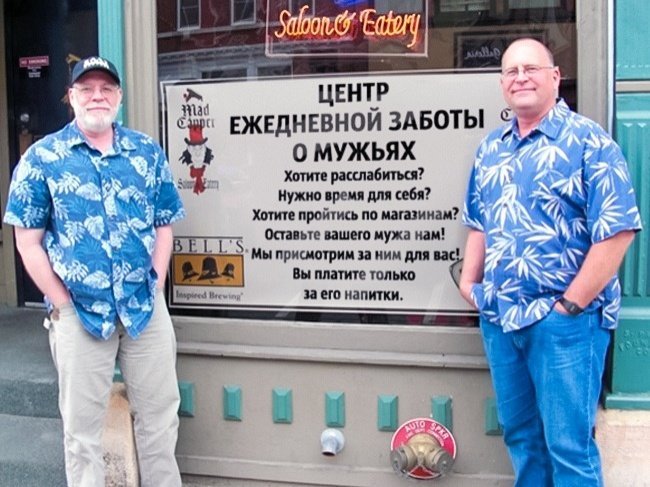 Saloon & Eatery
Mad
Capper
Saloon & Eatery
ЦЕНТР
ЕЖЕДНЕВНОЙ ЗАБОТЫ
О МУЖЬЯХ
Хотите расслабиться?
Нужно время для себя?
Хотите пройтись по магазинам?
Оставьте вашего мужа нам!
Мы присмотрим за ним для вас!
Вы платите только
за его напитки.
BELL'S
Inspired Brewing
AUTO SPKR